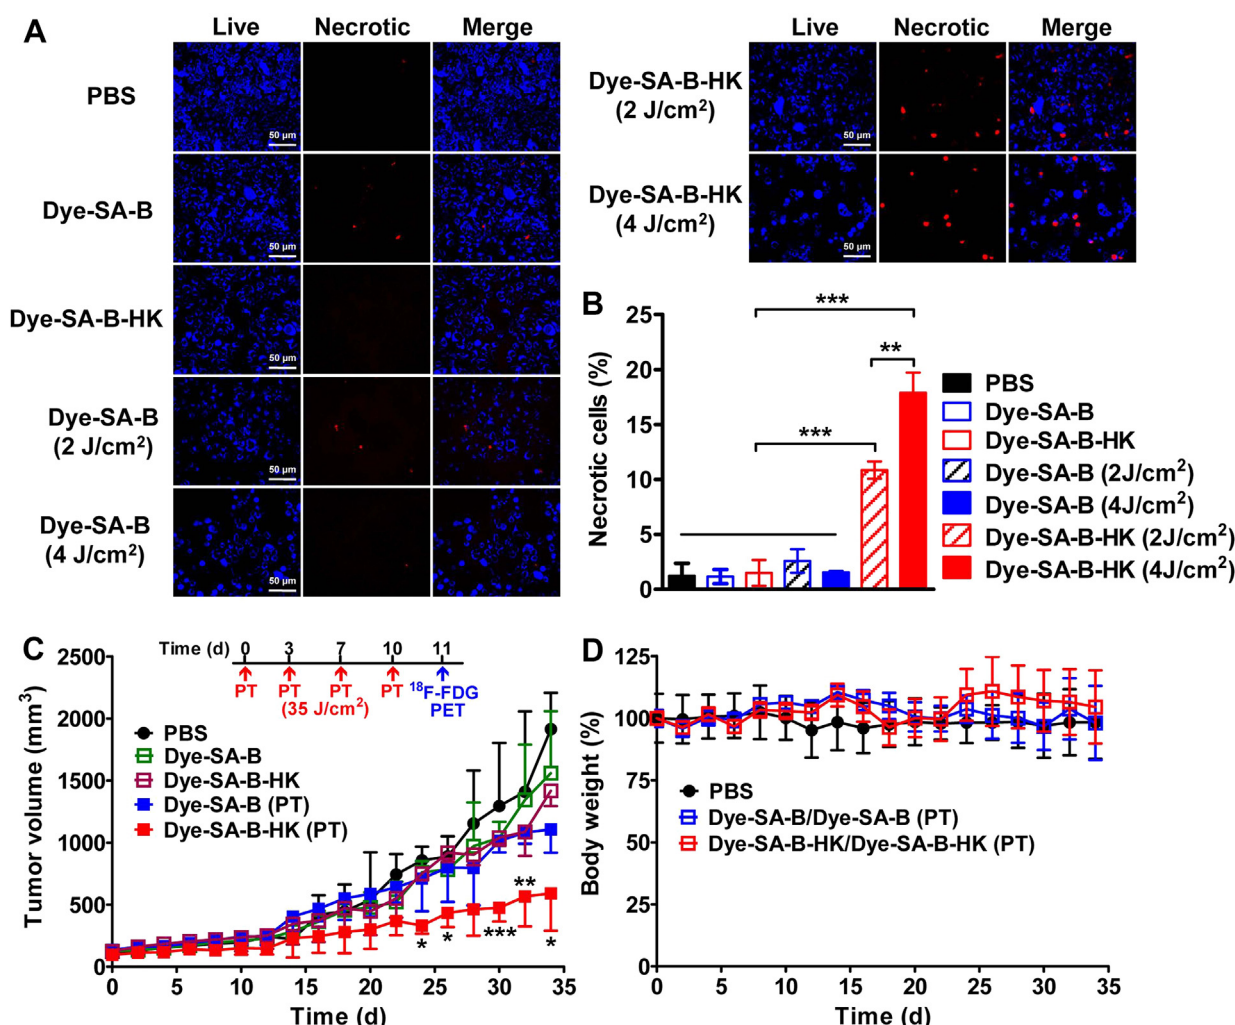 A
Live Necrotic Merge
PBS
50 µm
Dye-SA-B
50 µm
Dye-SA-B-HK
50 µm
Dye-SA-B
(2 J/cm²)
50 µm
Dye-SA-B
(4 J/cm²)
50 µm
Live Necrotic Merge
Dye-SA-B-HK
(2 J/cm²)
50 µm
Dye-SA-B-HK
(4 J/cm²)
50 µm
B
Necrotic cells (%)
25
20
15
10
5
0
***
**
***
PBS
Dye-SA-B
Dye-SA-B-HK
Dye-SA-B (2J/cm²)
Dye-SA-B (4J/cm²)
Dye-SA-B-HK (2J/cm²)
Dye-SA-B-HK (4J/cm²)
C
Time (d) 0 3 7 10 11
PT PT PT PT ¹⁸F-FDG
(35 J/cm²) PET
Tumor volume (mm³)
2500
2000
1500
1000
500
0
PBS
Dye-SA-B
Dye-SA-B-HK
Dye-SA-B (PT)
Dye-SA-B-HK (PT)
* * *** ** *
0 5 10 15 20 25 30 35
Time (d)
D
Body weight (%)
125
100
75
50
25
0
PBS
Dye-SA-B/Dye-SA-B (PT)
Dye-SA-B-HK/Dye-SA-B-HK (PT)
0 5 10 15 20 25 30 35
Time (d)